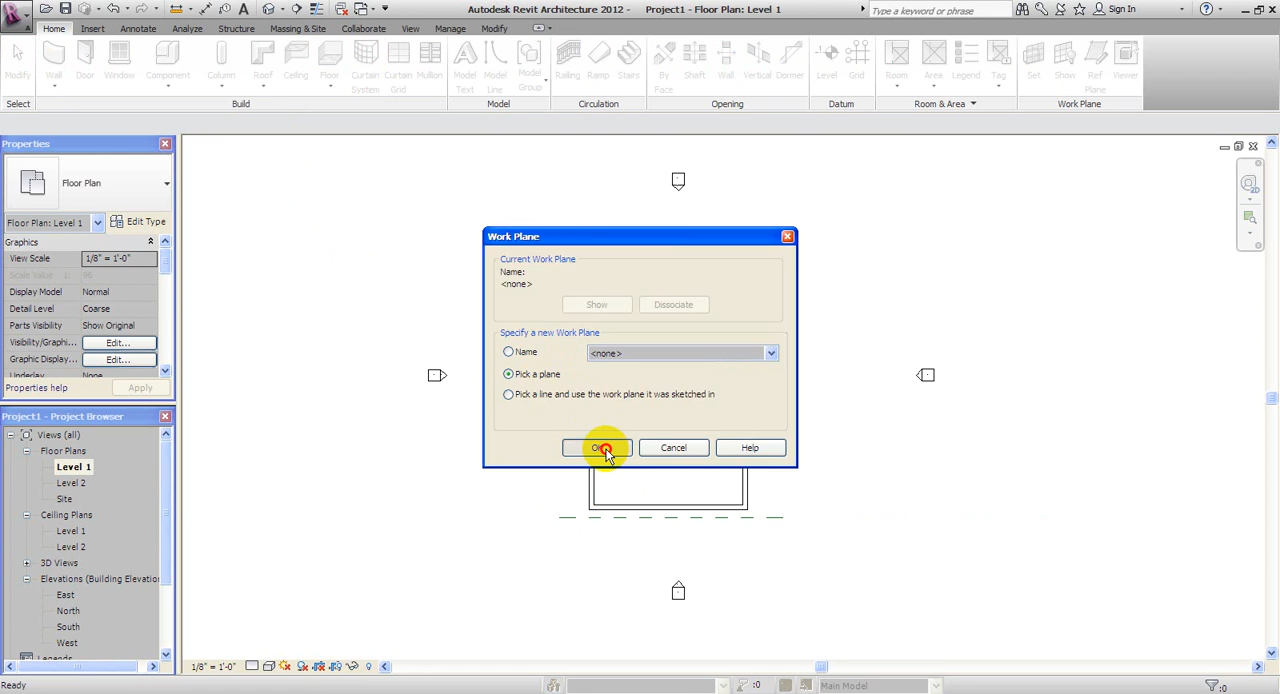 Autodesk Revit Architecture 2012 - Project1 - Floor Plan: Level 1
Type a keyword or phrase
Sign In
Home Insert Annotate Analyze Structure Massing & Site Collaborate View Manage Modify
Modify Wall Door Window Component Column Roof Ceiling Floor Curtain System Curtain Grid Mullion Model Text Model Line Model Group Railing Ramp Stairs By Face Shaft Wall Vertical Dormer Level Grid Room Area Legend Tag Set Show Ref Plane Viewer
Select Build Model Circulation Opening Datum Room & Area Work Plane
Properties
Floor Plan
Floor Plan: Level 1 Edit Type
Graphics
View Scale 1/8" = 1'-0"
Scale Value 1: 96
Display Model Normal
Detail Level Coarse
Parts Visibility Show Original
Visibility/Graphi... Edit...
Graphic Display... Edit...
Underlay None
Properties help Apply
Project1 - Project Browser
Views (all)
Floor Plans
Level 1
Level 2
Site
Ceiling Plans
Level 1
Level 2
3D Views
Elevations (Building Elevation
East
North
South
West
Legends
Work Plane
Current Work Plane
Name:
<none>
Show Dissociate
Specify a new Work Plane
Name <none>
Pick a plane
Pick a line and use the work plane it was sketched in
Cancel Help
1/8" = 1'-0"
Ready
:0
Main Model
:0